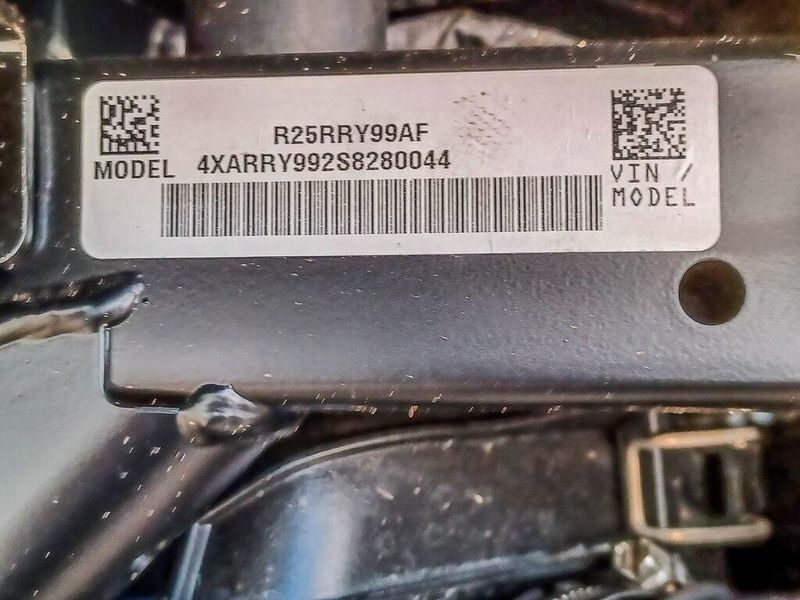 R25RRY99AF
MODEL 4XARRY992S8280044
VIN /
MODEL